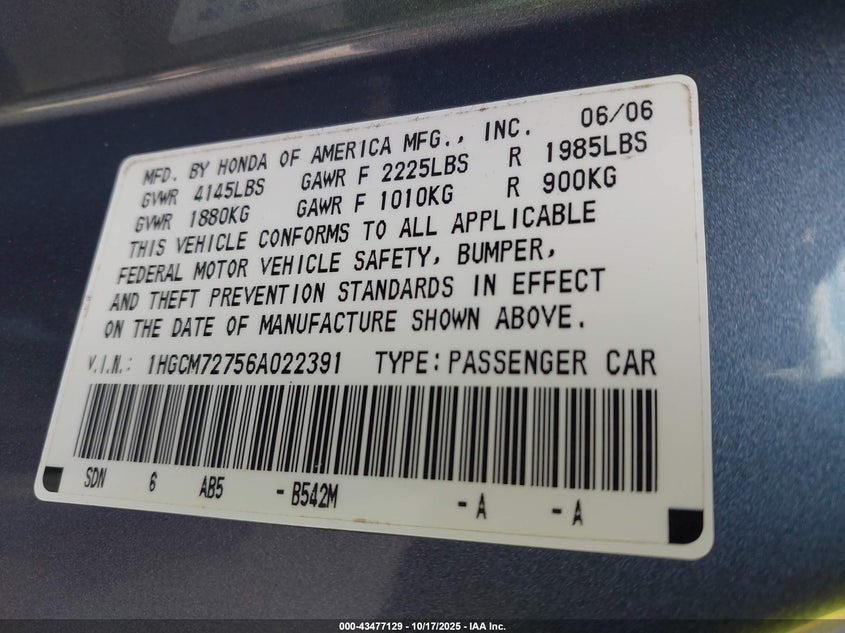 06/06
MFD. BY HONDA OF AMERICA MFG., INC.
GVWR 4145LBS GAWR F 2225LBS R 1985LBS
GVWR 1880KG GAWR F 1010KG R 900KG
THIS VEHICLE CONFORMS TO ALL APPLICABLE
FEDERAL MOTOR VEHICLE SAFETY, BUMPER,
AND THEFT PREVENTION STANDARDS IN EFFECT
ON THE DATE OF MANUFACTURE SHOWN ABOVE.
V.I.N.: 1HGCM72756A022391 TYPE: PASSENGER CAR
SDN 6 AB5 - B542M - A - A
000-43477129 - 10/17/2025 - IAA Inc.